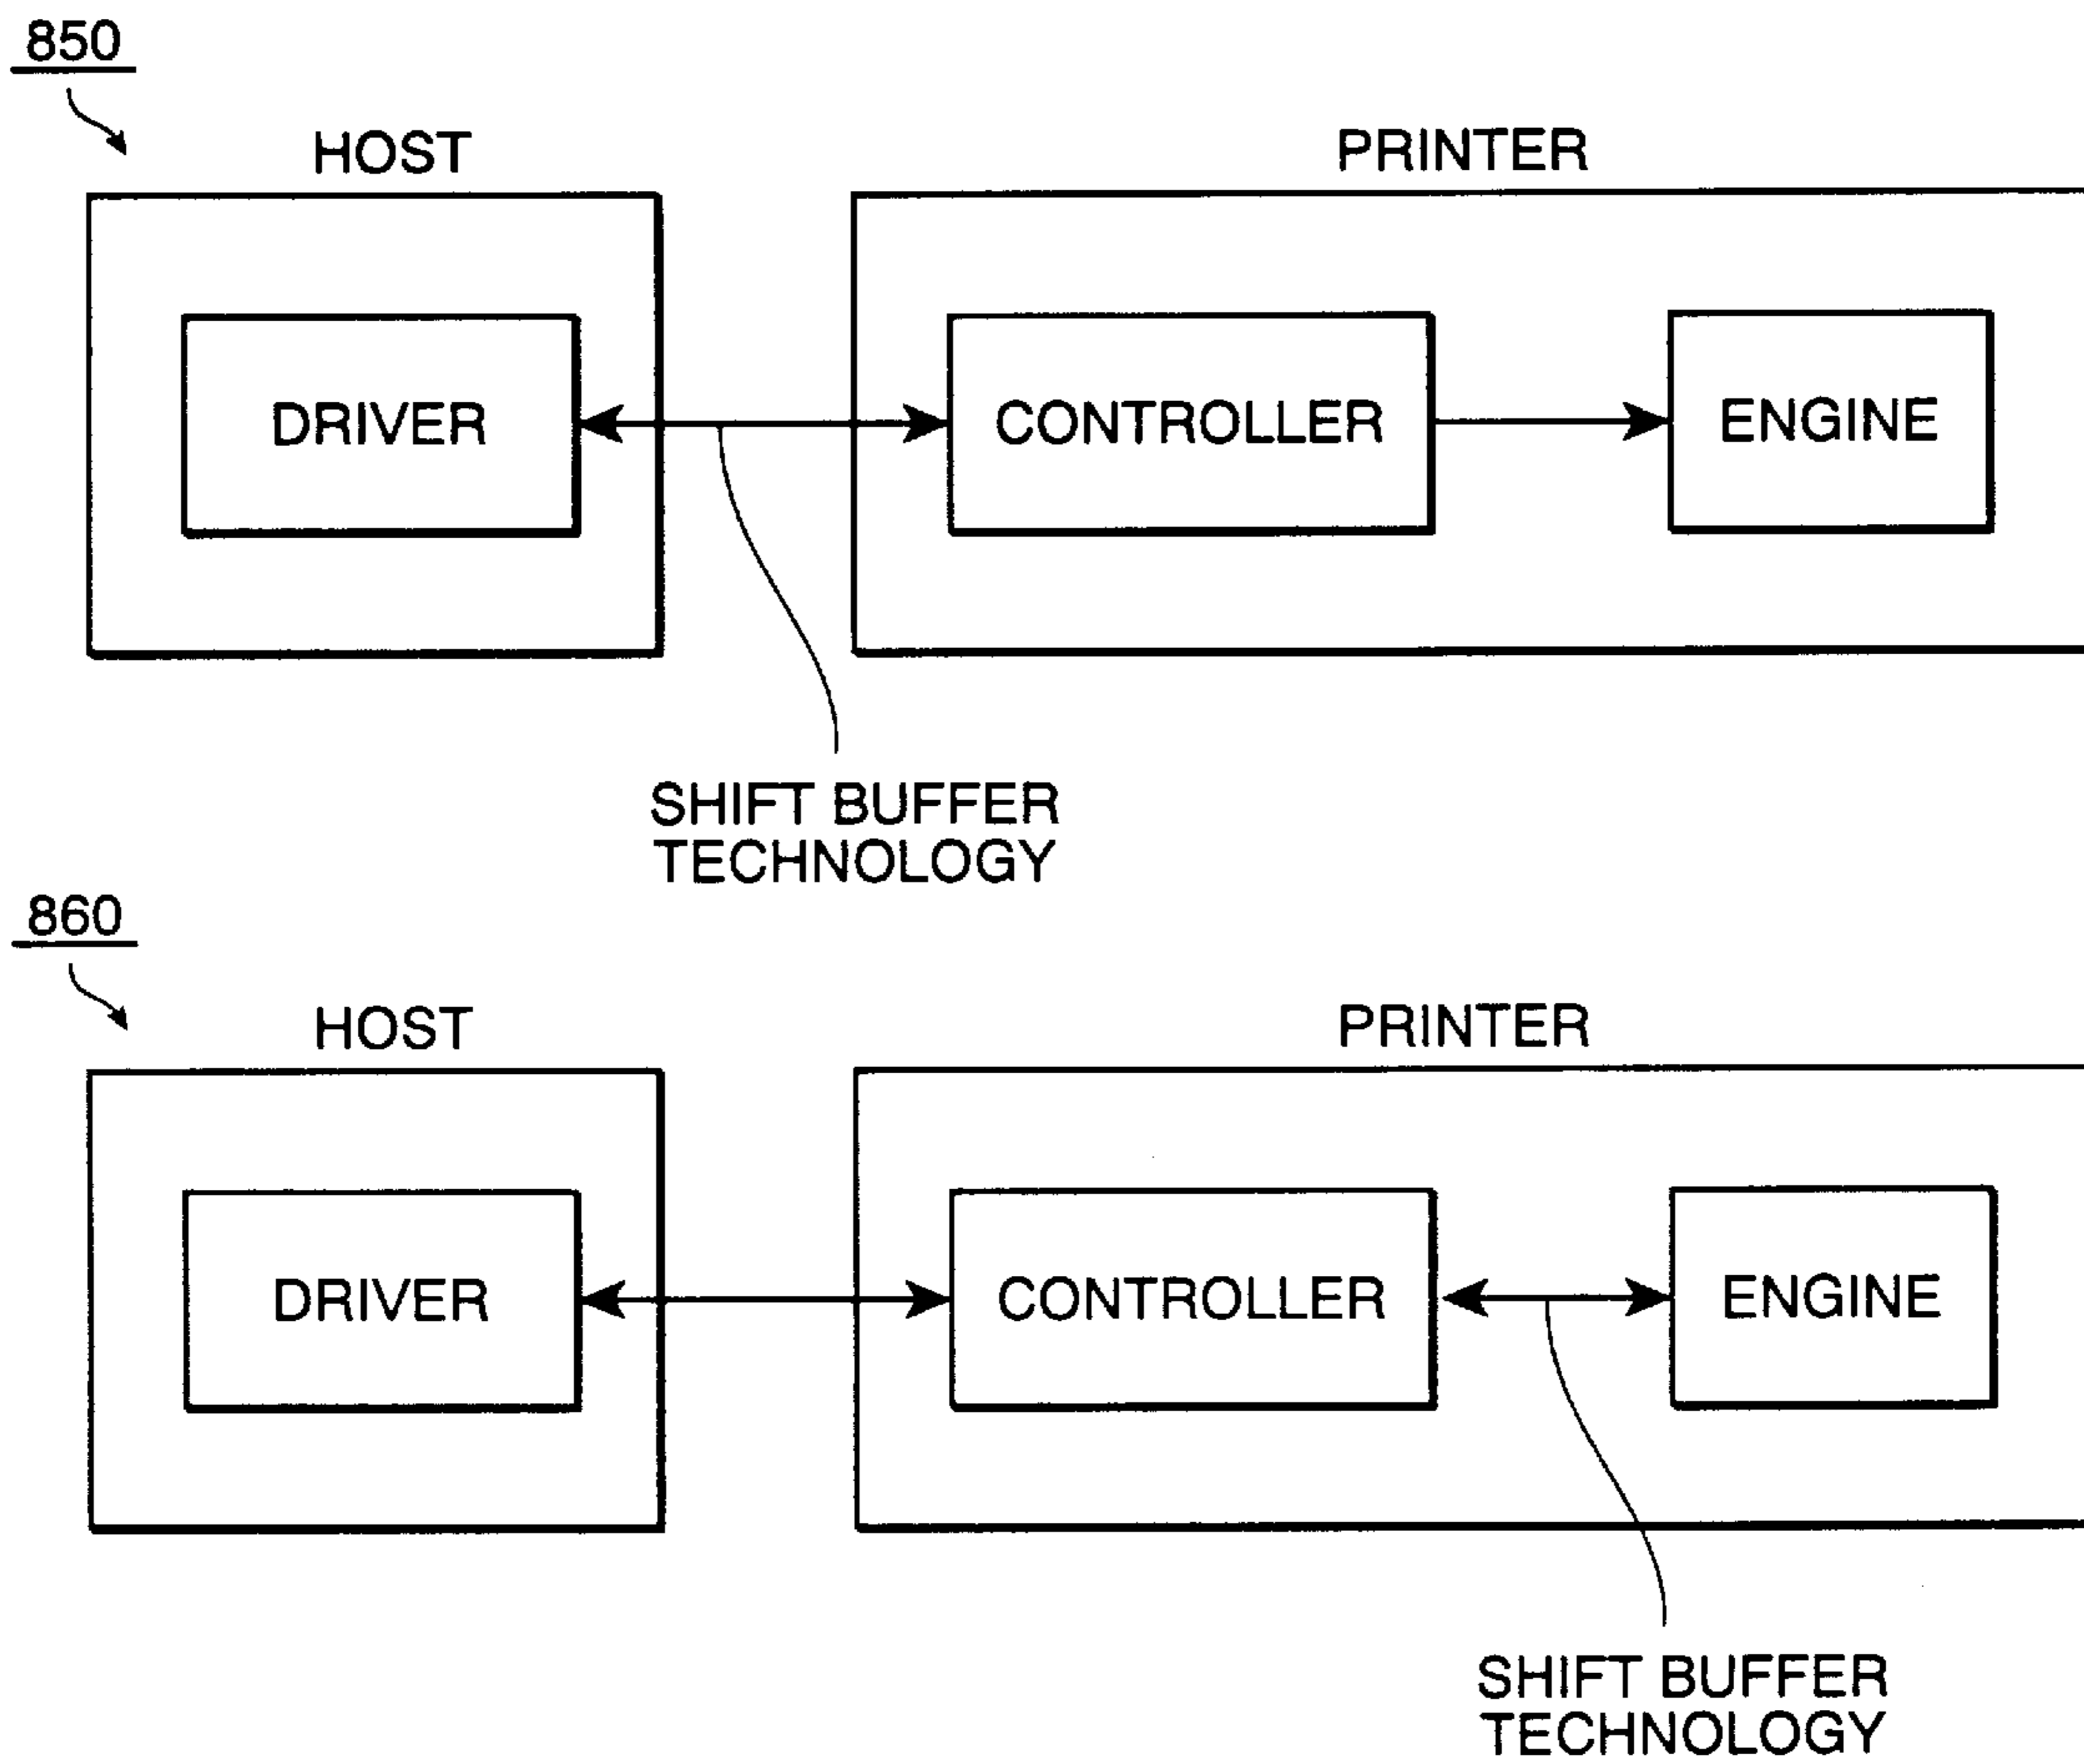 850
HOST
PRINTER
DRIVER
CONTROLLER
ENGINE
SHIFT BUFFER
TECHNOLOGY
860
HOST
PRINTER
DRIVER
CONTROLLER
ENGINE
SHIFT BUFFER
TECHNOLOGY